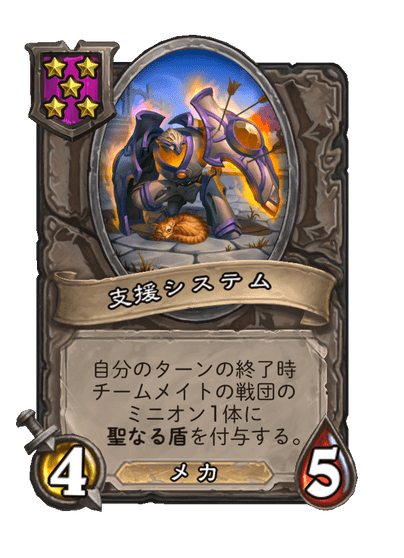 支援システム
自分のターンの終了時
チームメイトの戦団の
ミニオン1体に
聖なる盾を付与する。
4
メカ
5